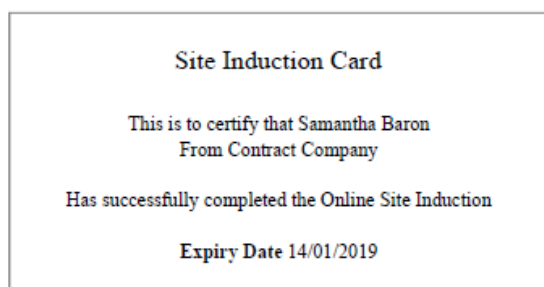 Site Induction Card
This is to certify that Samantha Baron
From Contract Company
Has successfully completed the Online Site Induction
Expiry Date 14/01/2019